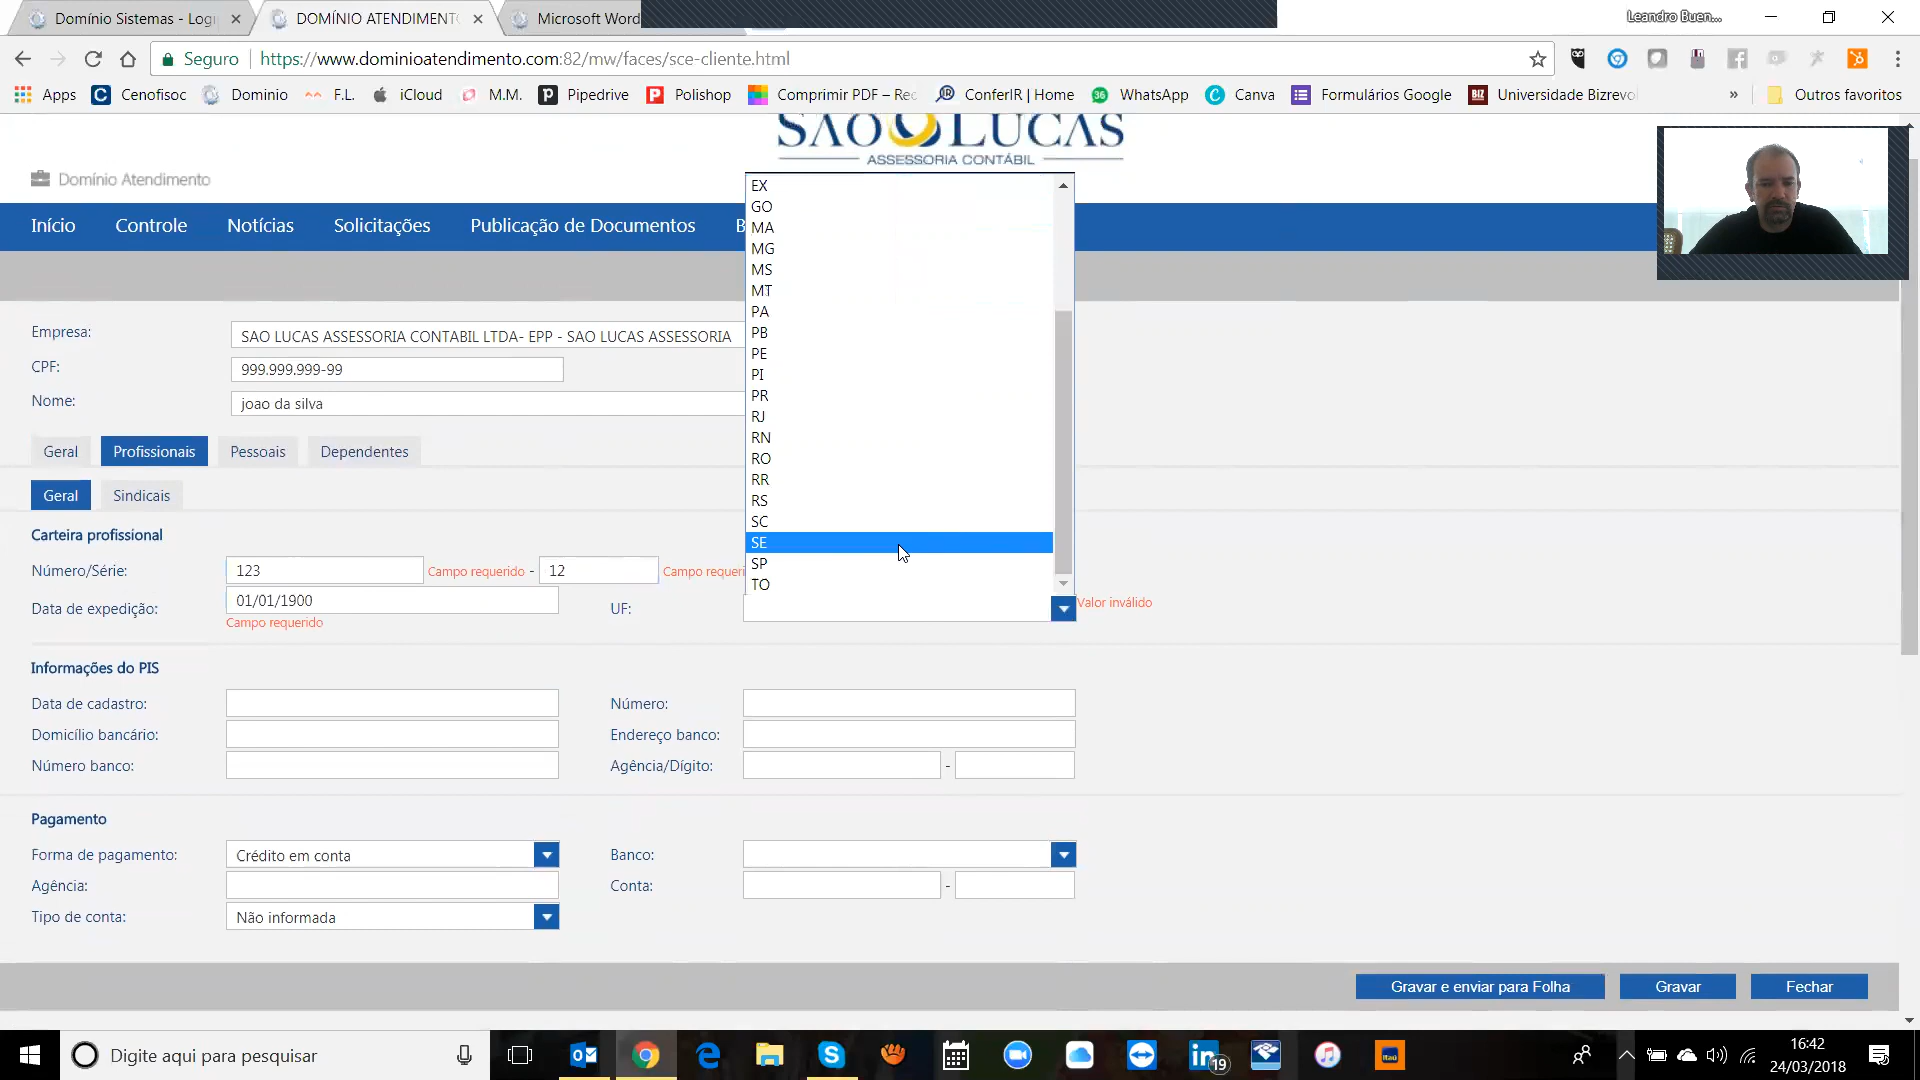 Domínio Sistemas - Logi
DOMÍNIO ATENDIMENTO
Microsoft Word
Leandro Buen...
Seguro
https://www.dominioatendimento.com:82/mw/faces/sce-cliente.html
Apps
Cenofisoc
Dominio
F.L.
iCloud
M.M.
Pipedrive
Polishop
Comprimir PDF – Rec
ConferIR | Home
WhatsApp
Canva
Formulários Google
Universidade Bizrevo
»
Outros favoritos
SÃO LUCAS
ASSESSORIA CONTÁBIL
Domínio Atendimento
Início
Controle
Notícias
Solicitações
Publicação de Documentos
B
EX
GO
MA
MG
MS
MT
PA
PB
PE
PI
PR
RJ
RN
RO
RR
RS
SC
SE
SP
TO
Empresa:
SAO LUCAS ASSESSORIA CONTABIL LTDA- EPP - SAO LUCAS ASSESSORIA
CPF:
999.999.999-99
Nome:
joao da silva
Geral
Profissionais
Pessoais
Dependentes
Geral
Sindicais
Carteira profissional
Número/Série:
123
Campo requerido - 12
Campo requeri
Data de expedição:
01/01/1900
Campo requerido
UF:
Valor inválido
Informações do PIS
Data de cadastro:
Número:
Domicílio bancário:
Endereço banco:
Número banco:
Agência/Dígito:
-
Pagamento
Forma de pagamento:
Crédito em conta
Banco:
Agência:
Conta:
-
Tipo de conta:
Não informada
Gravar e enviar para Folha
Gravar
Fechar
Digite aqui para pesquisar
19
16:42
24/03/2018